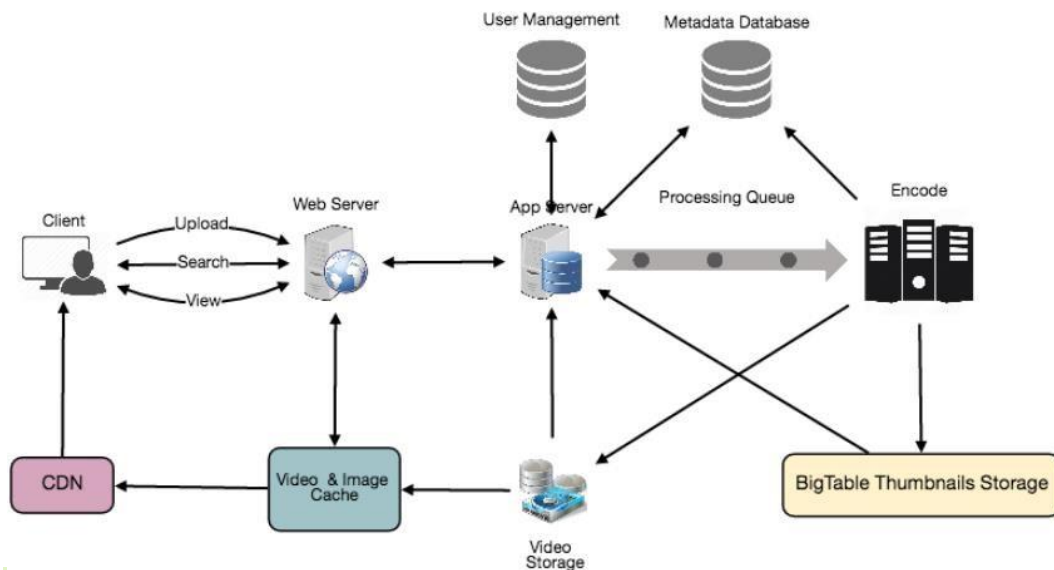 User Management
Metadata Database
Client
Web Server
App Server
Processing Queue
Encode
Upload
Search
View
CDN
Video & Image
Cache
Video
Storage
BigTable Thumbnails Storage